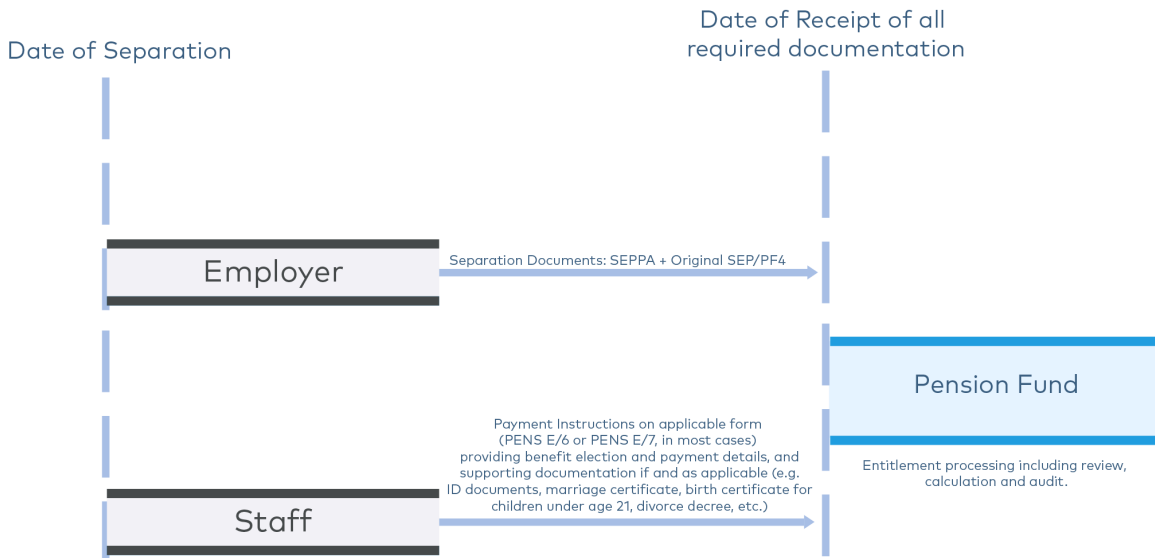 Date of Separation
Date of Receipt of all
required documentation
Employer
Separation Documents: SEPPA + Original SEP/PF4
Pension Fund
Entitlement processing including review,
calculation and audit.
Payment Instructions on applicable form
(PENS E/6 or PENS E/7, in most cases)
providing benefit election and payment details, and
supporting documentation if and as applicable (e.g.
ID documents, marriage certificate, birth certificate for
children under age 21, divorce decree, etc.)
Staff